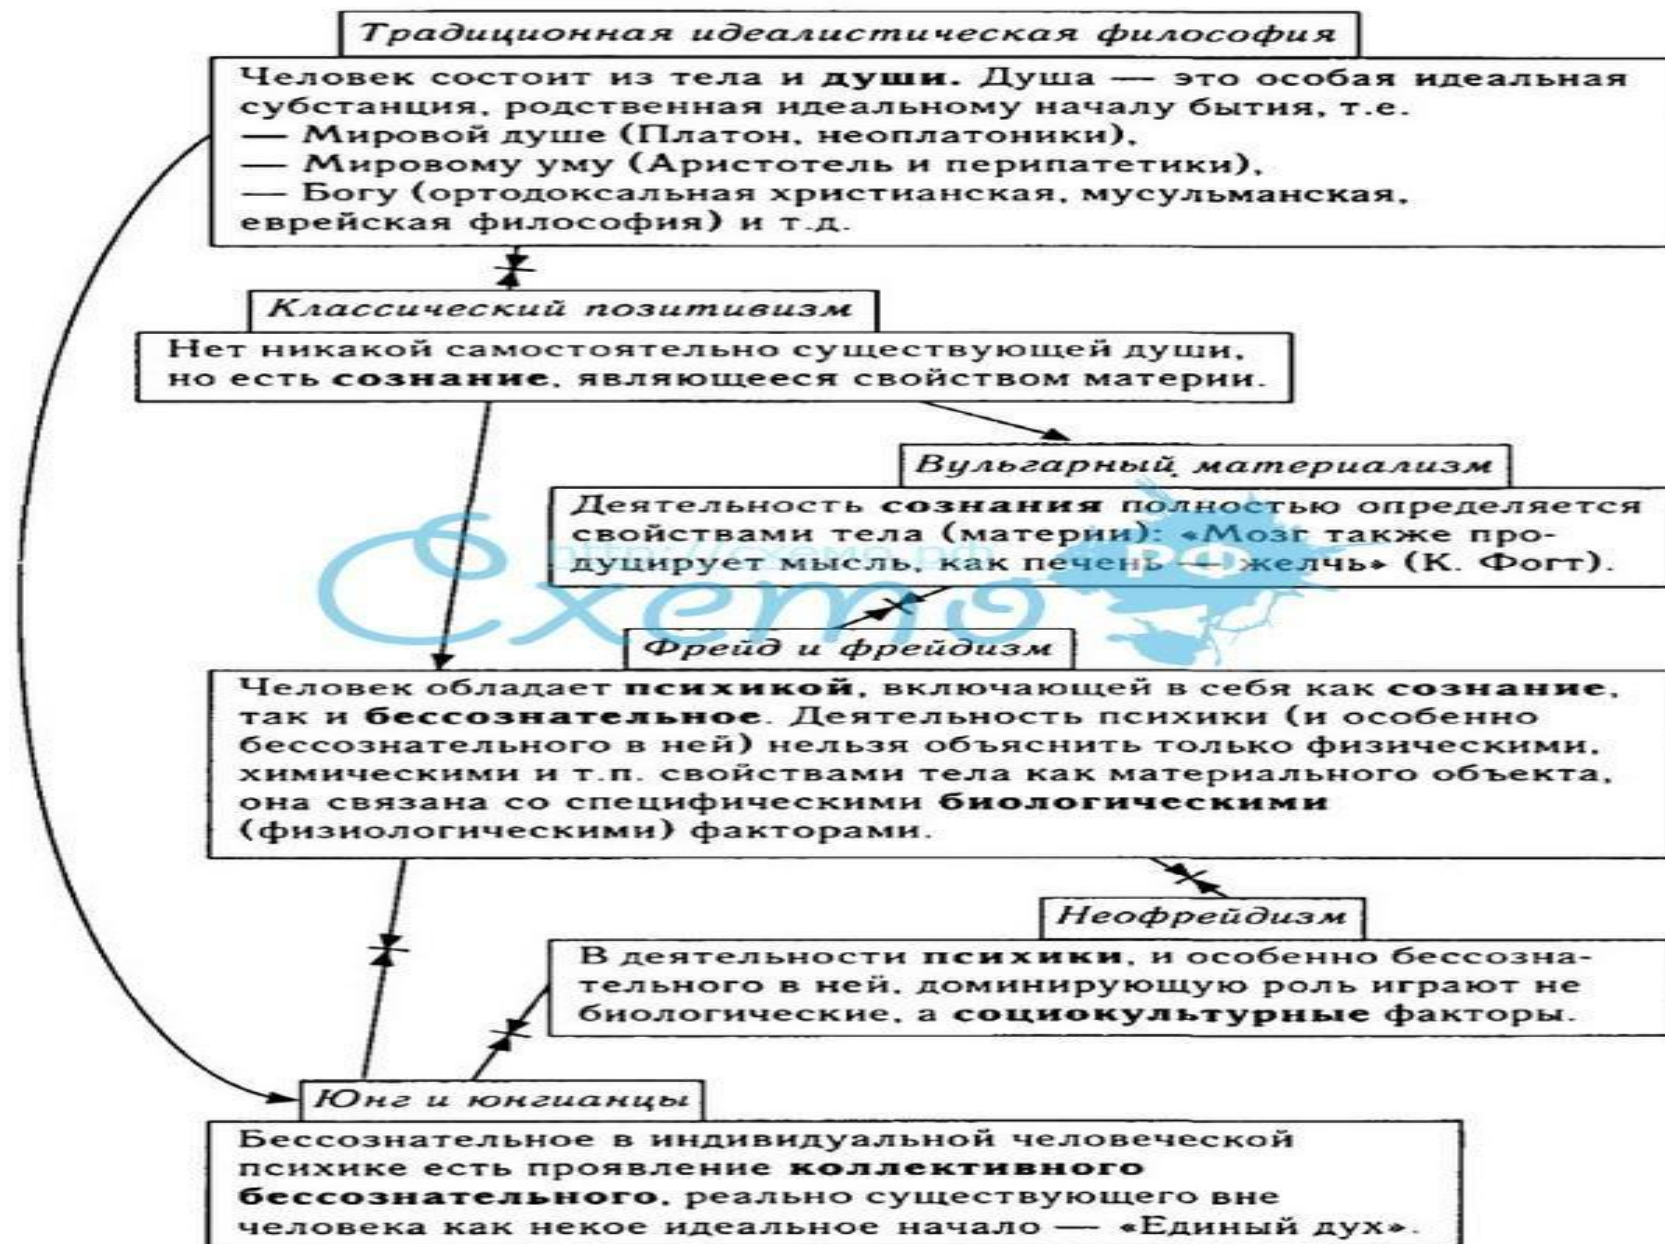 Традиционная идеалистическая философия
Человек состоит из тела и души. Душа — это особая идеальная
субстанция, родственная идеальному началу бытия, т.е.
— Мировой душе (Платон, неоплатоники),
— Мировому уму (Аристотель и перипатетики),
— Богу (ортодоксальная христианская, мусульманская,
еврейская философия) и т.д.
Классический позитивизм
Нет никакой самостоятельно существующей души,
но есть сознание, являющееся свойством материи.
Вульгарный материализм
Деятельность сознания полностью определяется
свойствами тела (материи): «Мозг также про-
дуцирует мысль, как печень — желчь» (К. Фогт).
http://схемо.рф
Схемо
РФ
Фрейд и фрейдизм
Человек обладает психикой, включающей в себя как сознание,
так и бессознательное. Деятельность психики (и особенно
бессознательного в ней) нельзя объяснить только физическими,
химическими и т.п. свойствами тела как материального объекта,
она связана со специфическими биологическими
(физиологическими) факторами.
Неофрейдизм
В деятельности психики, и особенно бессозна-
тельного в ней, доминирующую роль играют не
биологические, а социокультурные факторы.
Юнг и юнгианцы
Бессознательное в индивидуальной человеческой
психике есть проявление коллективного
бессознательного, реально существующего вне
человека как некое идеальное начало — «Единый дух».